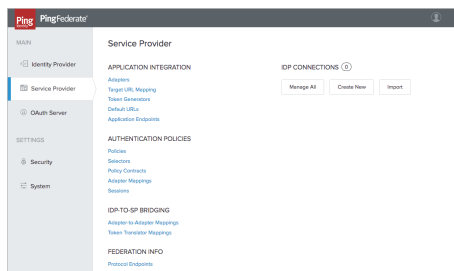 Ping
PingFederate
MAIN
Identity Provider
Service Provider
OAuth Server
SETTINGS
Security
System
Service Provider
APPLICATION INTEGRATION
Adapters
Target URL Mapping
Token Generators
Default URLs
Application Endpoints
AUTHENTICATION POLICIES
Policies
Selectors
Policy Contracts
Adapter Mappings
Sessions
IDP-TO-SP BRIDGING
Adapter-to-Adapter Mappings
Token Translator Mappings
FEDERATION INFO
Protocol Endpoints
IDP CONNECTIONS 0
Manage All
Create New
Import